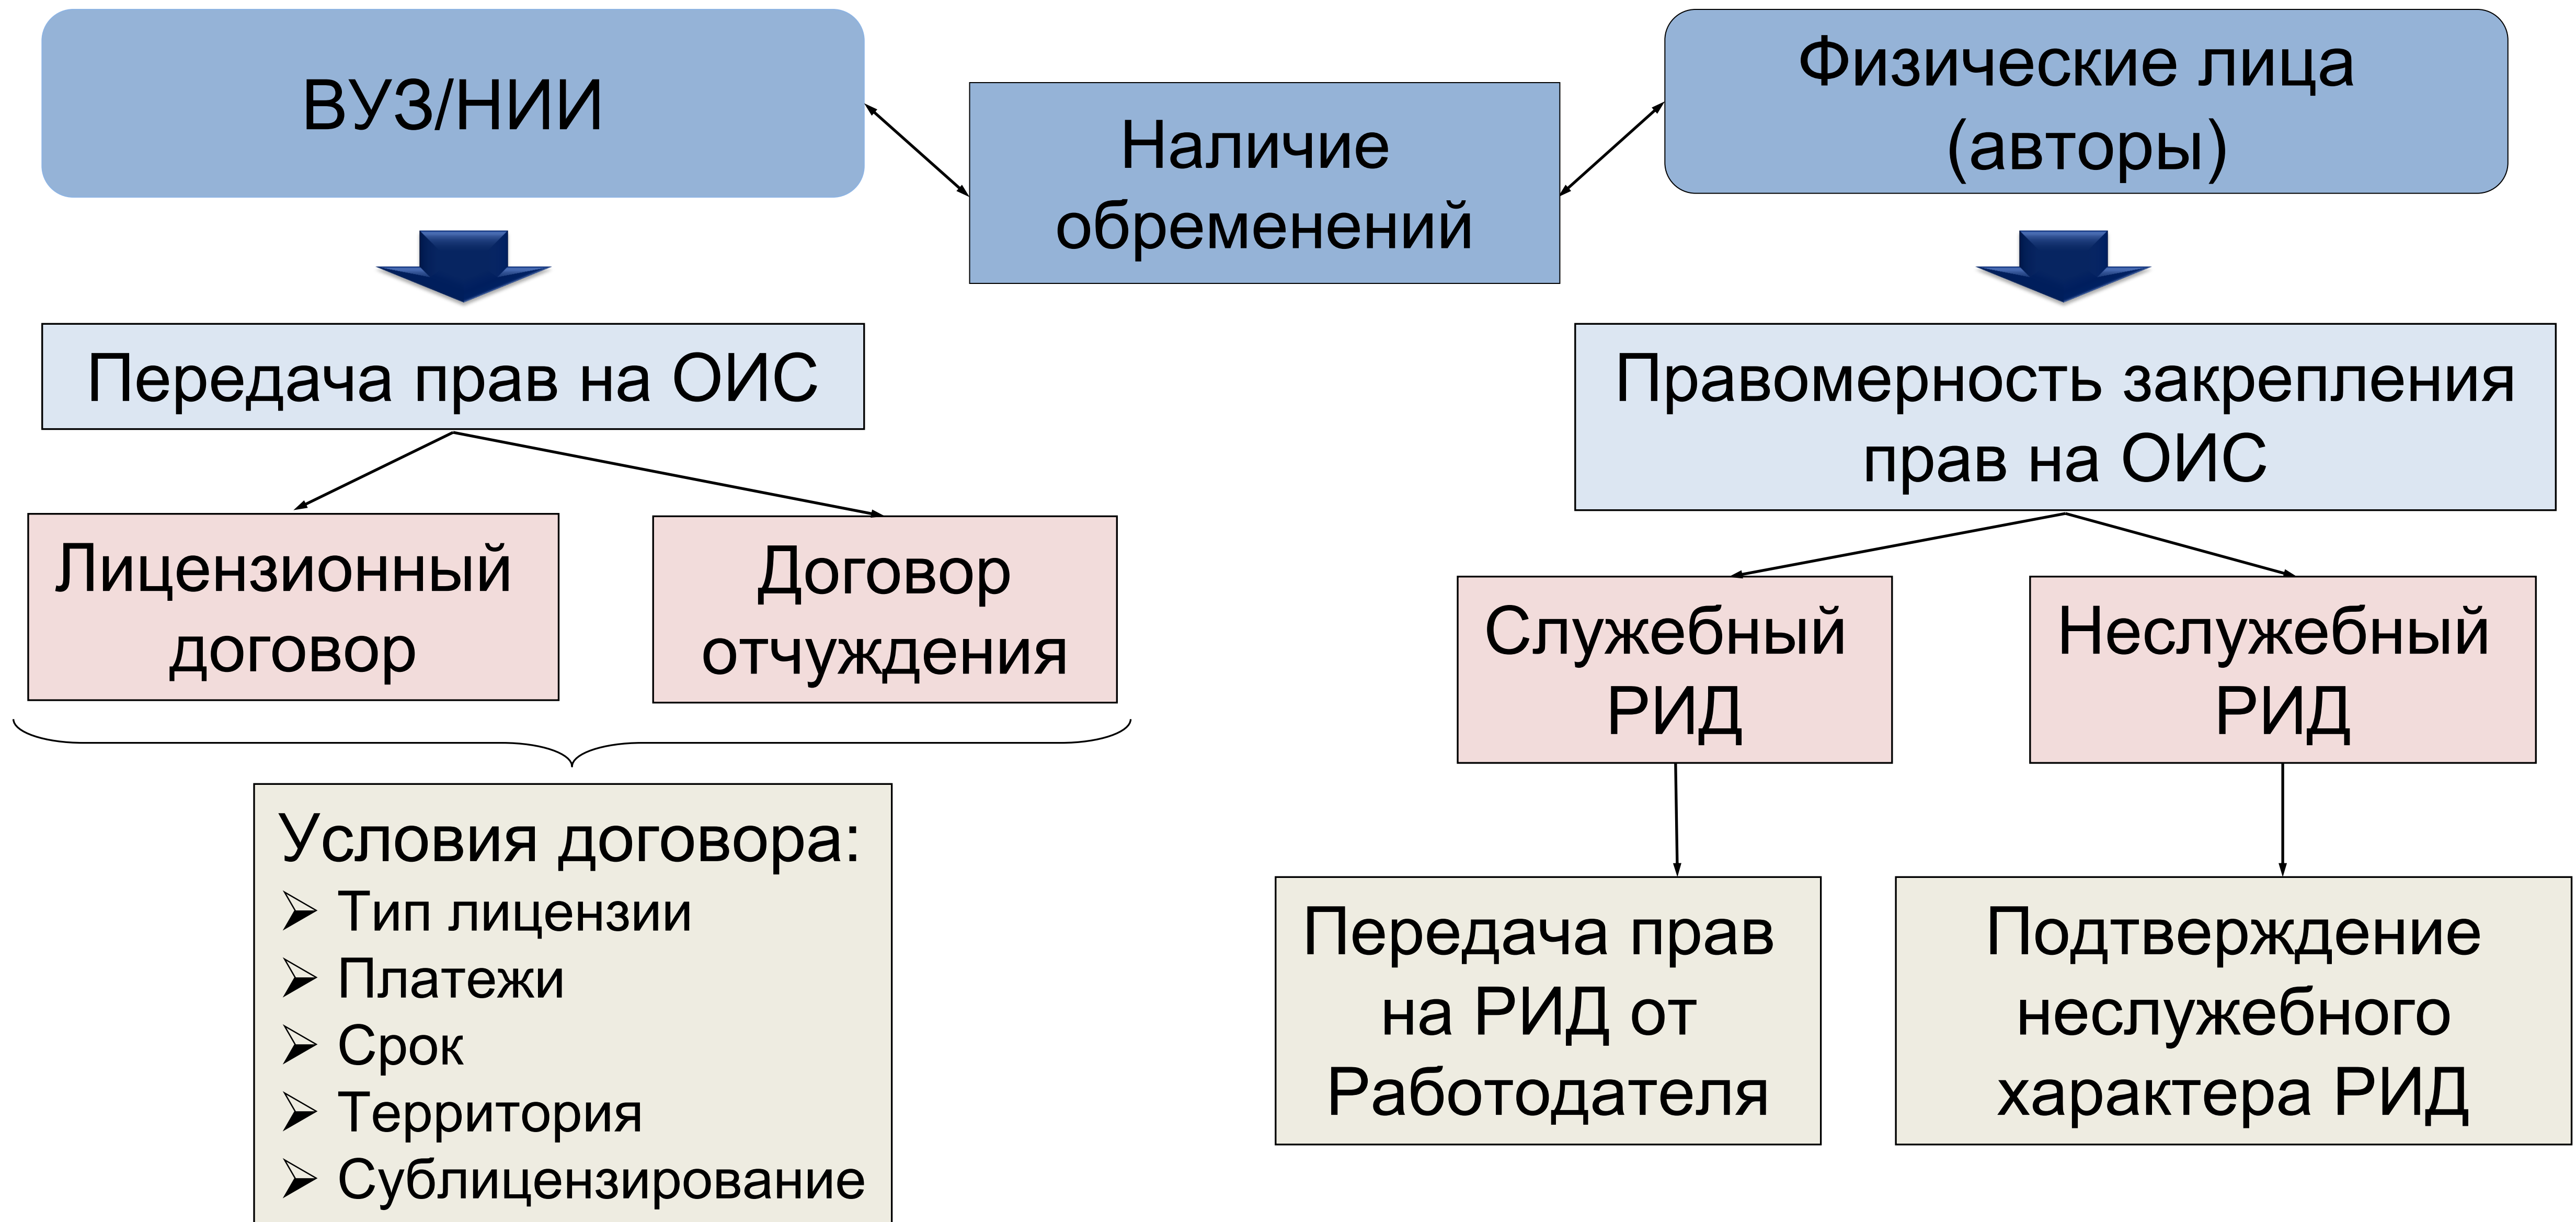 ВУЗ/НИИ
Наличие
обременений
Физические лица
(авторы)
Передача прав на ОИС
Лицензионный
договор
Договор
отчуждения
Условия договора:
Тип лицензии
Платежи
Срок
Территория
Сублицензирование
Правомерность закрепления
прав на ОИС
Служебный
РИД
Неслужебный
РИД
Передача прав
на РИД от
Работодателя
Подтверждение
неслужебного
характера РИД